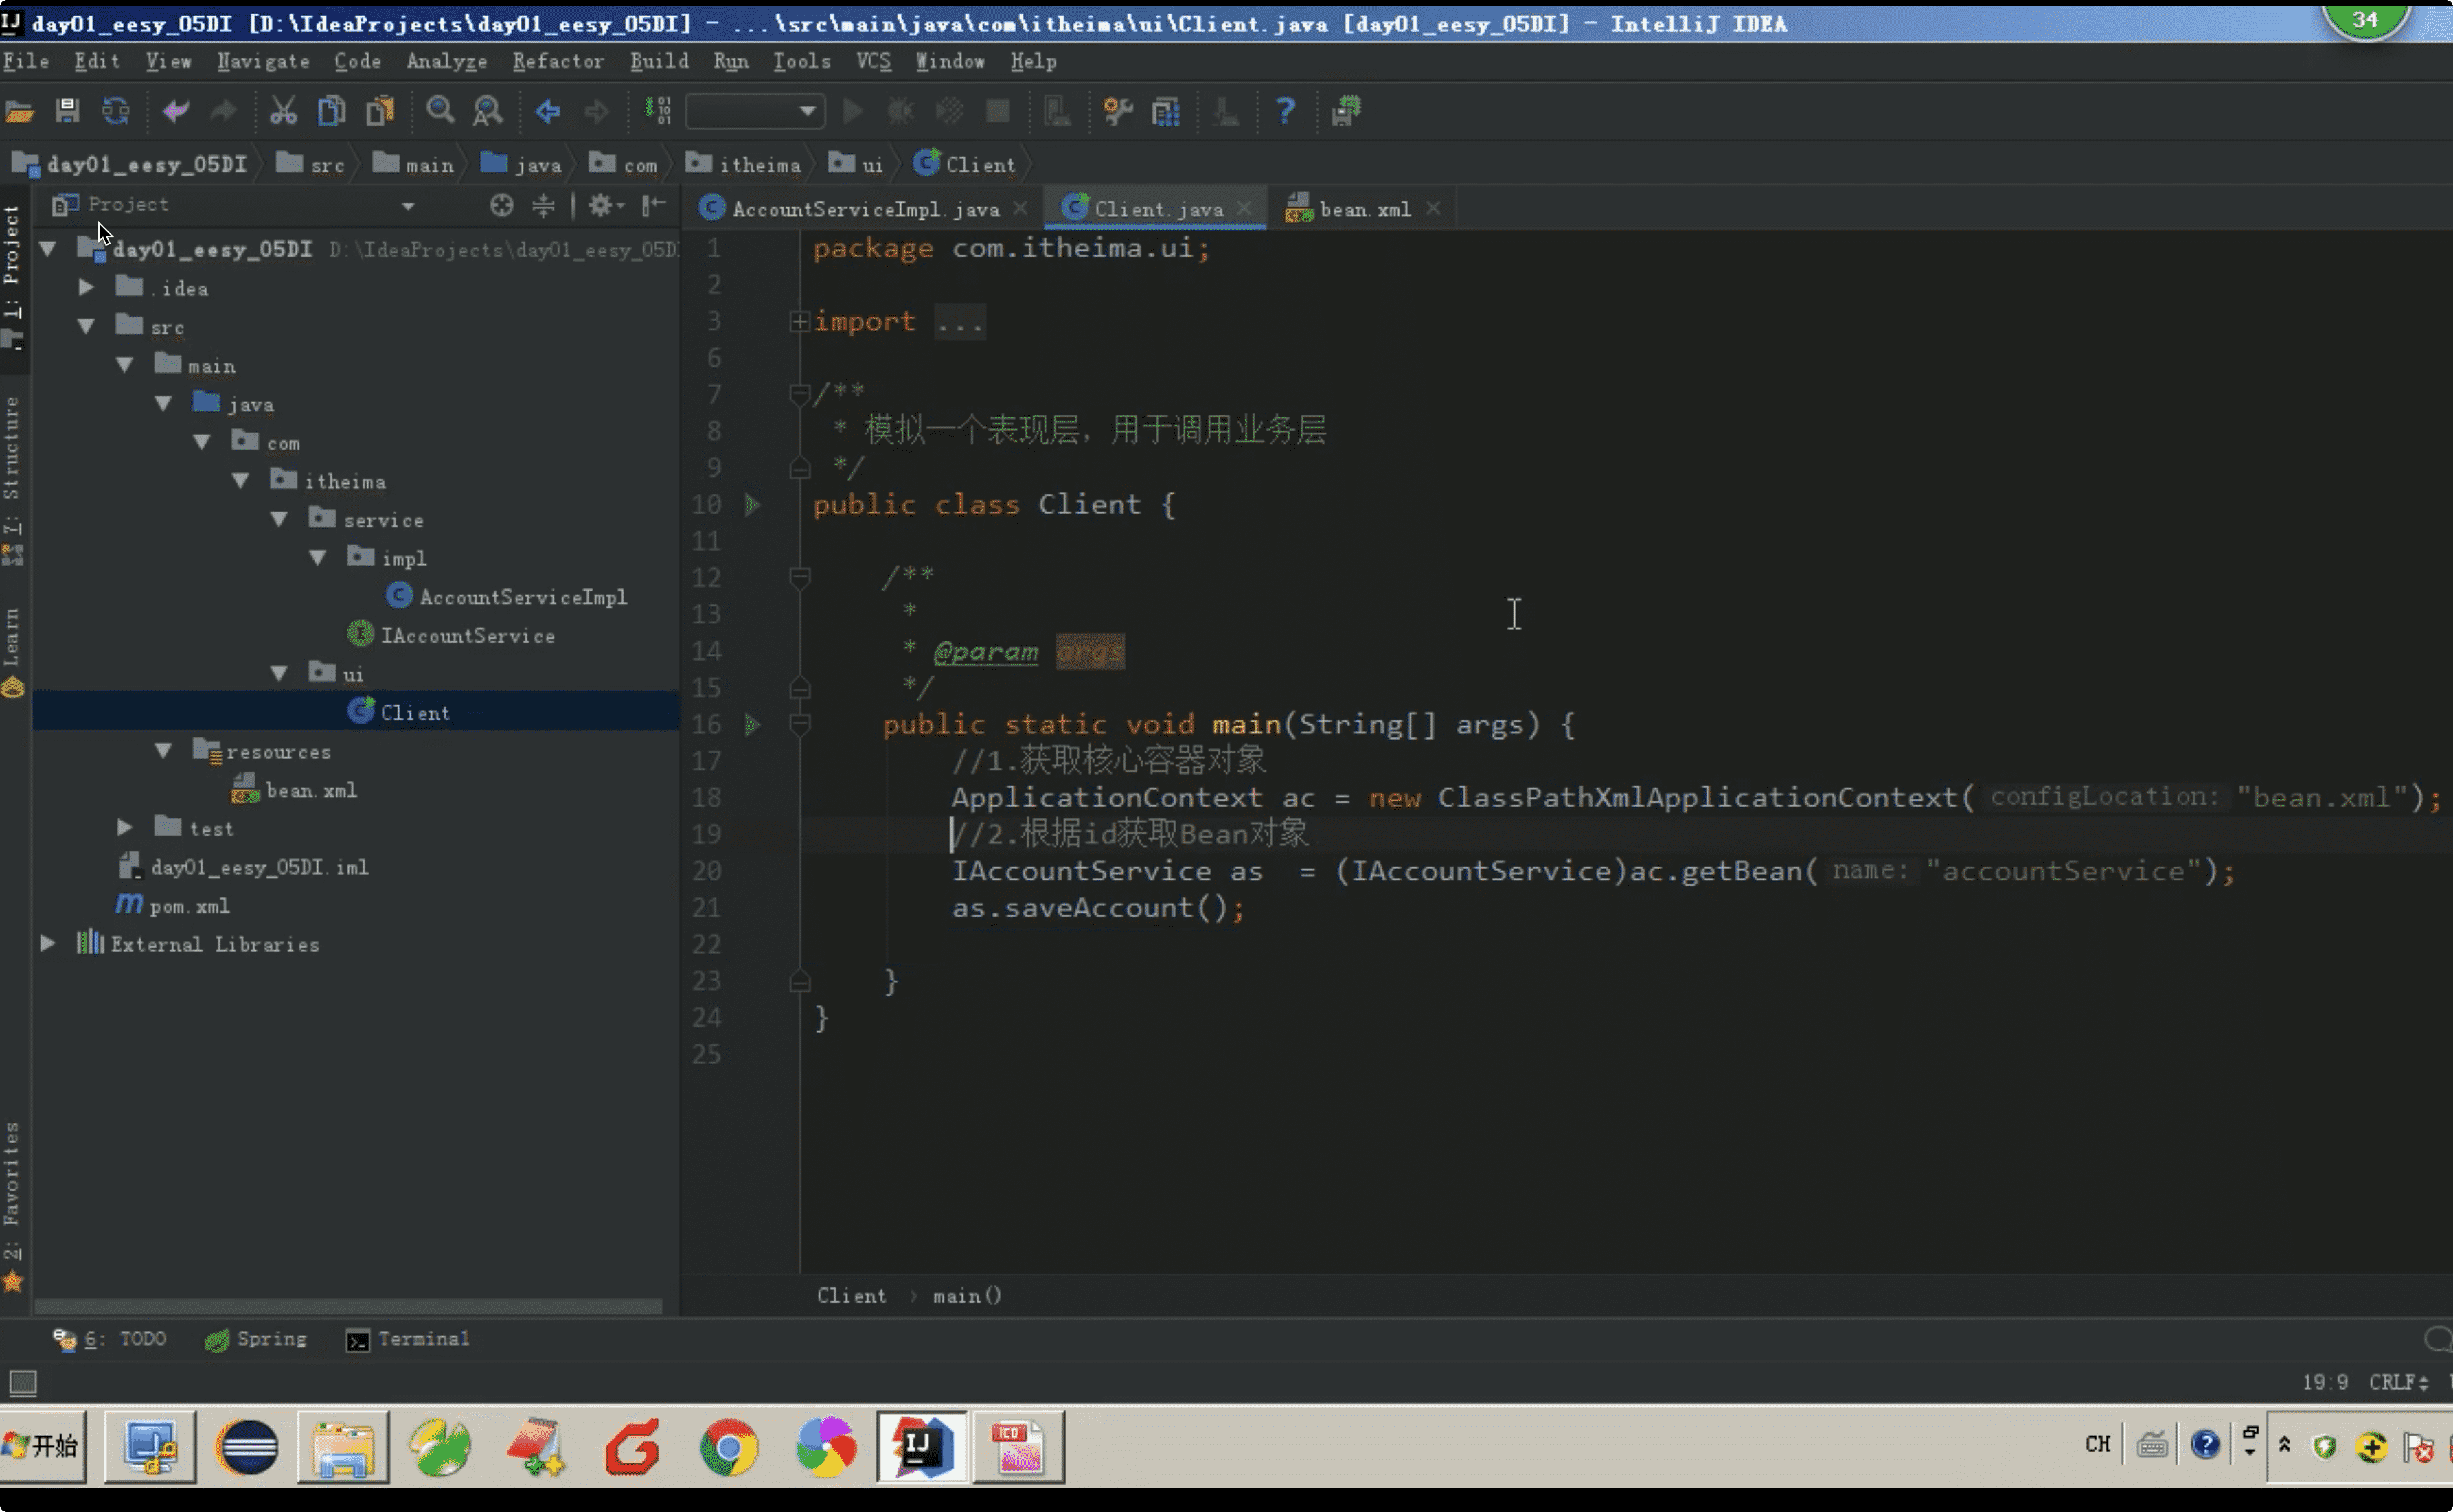 day01_eesy_05DI [D:\IdeaProjects\day01_eesy_05DI] - ...\src\main\java\com\itheima\ui\Client.java [day01_eesy_05DI] - IntelliJ IDEA
34
File Edit View Navigate Code Analyze Refactor Build Run Tools VCS Window Help
day01_eesy_05DI src main java com itheima ui Client
Project
AccountServiceImpl.java Client.java bean.xml
1: Project
7: Structure
Learn
2: Favorites
day01_eesy_05DI D:\IdeaProjects\day01_eesy_05D
.idea
src
main
java
com
itheima
service
impl
AccountServiceImpl
IAccountService
ui
Client
resources
bean.xml
test
day01_eesy_05DI.iml
pom.xml
External Libraries
1 package com.itheima.ui;
2
3 import ...
6
7 /**
8 * 模拟一个表现层，用于调用业务层
9 */
10 public class Client {
11
12 /**
13 *
14 * @param args
15 */
16 public static void main(String[] args) {
17 //1.获取核心容器对象
18 ApplicationContext ac = new ClassPathXmlApplicationContext( configLocation: "bean.xml");
19 //2.根据id获取Bean对象
20 IAccountService as = (IAccountService)ac.getBean( name: "accountService");
21 as.saveAccount();
22
23 }
24 }
25
Client main()
6: TODO Spring Terminal
19:9 CRLF
开始
IJ
ICO
CH